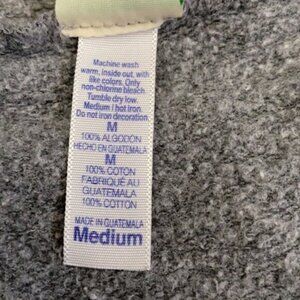 Machine wash
warm, inside out, with
like colors. Only
non-chlorine bleach
Tumble dry low.
Medium / hot iron.
Do not iron decoration.
M
100% ALGODON
HECHO EN GUATEMALA
M
100% COTON
FABRIQUÉ AU
GUATEMALA
100% COTTON
MADE IN GUATEMALA
Medium